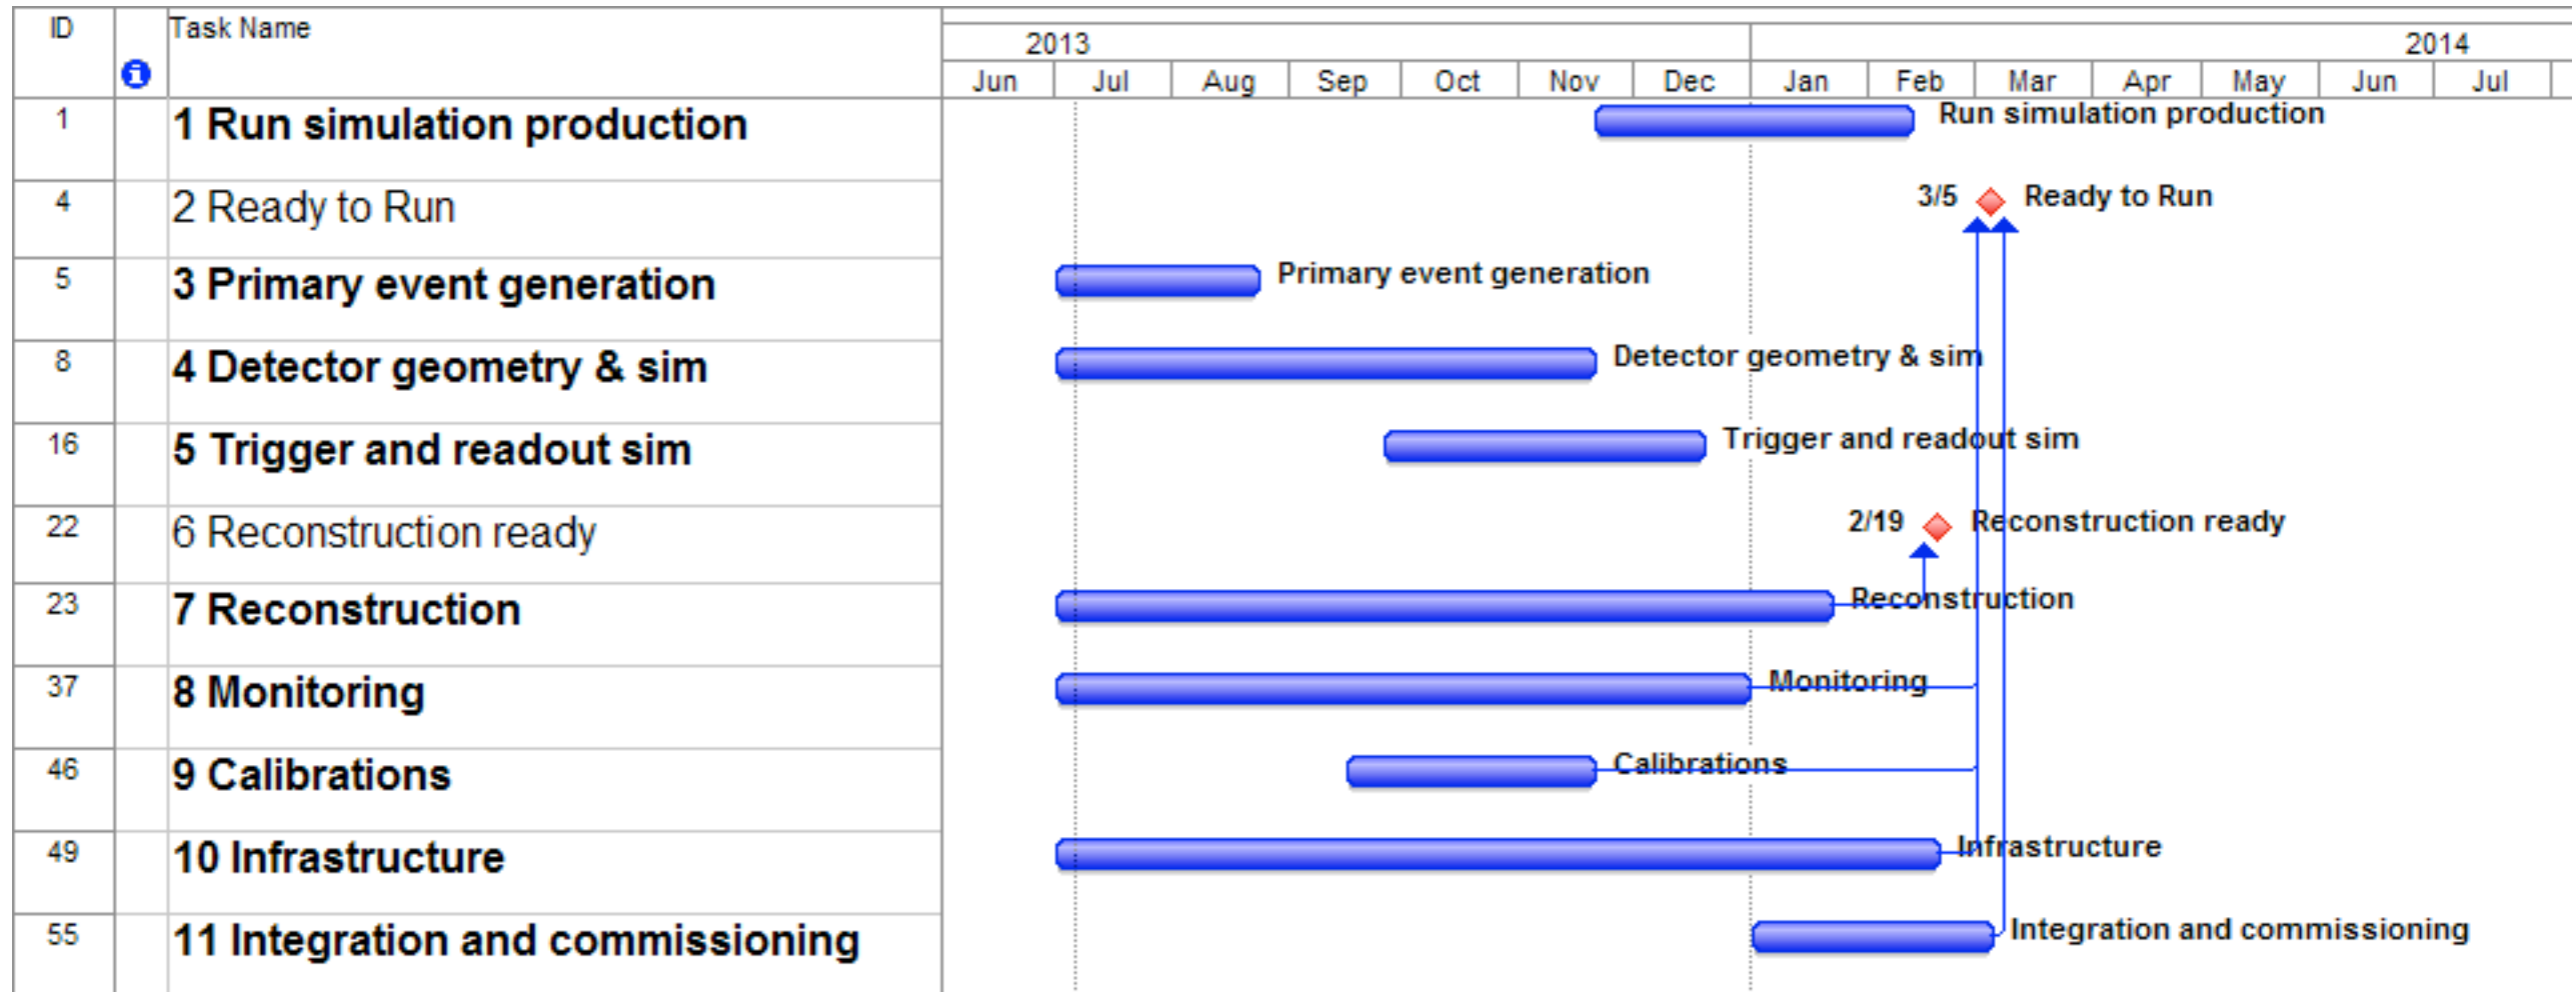 ID Task Name
2013 2014
Jun Jul Aug Sep Oct Nov Dec Jan Feb Mar Apr May Jun Jul
1 1 Run simulation production Run simulation production
4 2 Ready to Run 3/5 Ready to Run
5 3 Primary event generation Primary event generation
8 4 Detector geometry & sim Detector geometry & sim
16 5 Trigger and readout sim Trigger and readout sim
22 6 Reconstruction ready 2/19 Reconstruction ready
23 7 Reconstruction Reconstruction
37 8 Monitoring Monitoring
46 9 Calibrations Calibrations
49 10 Infrastructure Infrastructure
55 11 Integration and commissioning Integration and commissioning